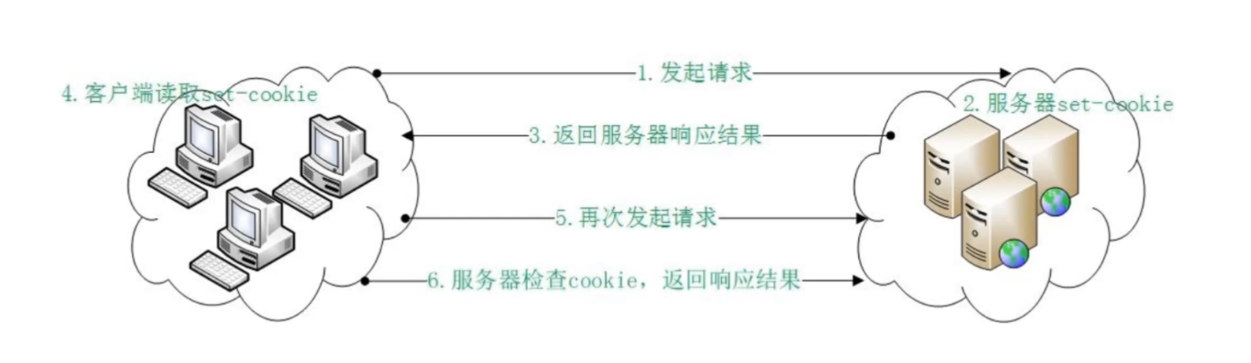 1.发起请求
4.客户端读取set-cookie
2.服务器set-cookie
3.返回服务器响应结果
5.再次发起请求
6.服务器检查cookie，返回响应结果